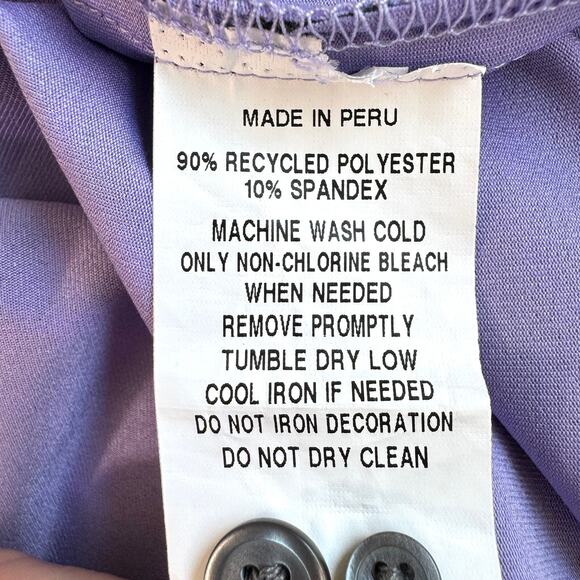 MADE IN PERU
90% RECYCLED POLYESTER
10% SPANDEX
MACHINE WASH COLD
ONLY NON-CHLORINE BLEACH
WHEN NEEDED
REMOVE PROMPTLY
TUMBLE DRY LOW
COOL IRON IF NEEDED
DO NOT IRON DECORATION
DO NOT DRY CLEAN